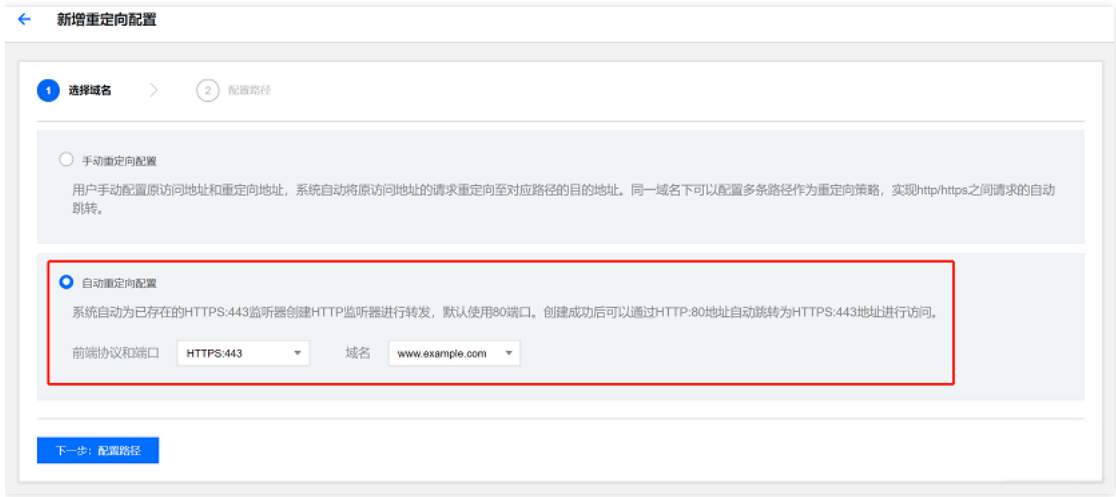 新增重定向配置
1 选择域名 2 配置路径
手动重定向配置
用户手动配置原访问地址和重定向地址，系统自动将原访问地址的请求重定向至对应路径的目的地址。同一域名下可以配置多条路径作为重定向策略，实现http/https之间请求的自动
跳转。
自动重定向配置
系统自动为已存在的HTTPS:443监听器创建HTTP监听器进行转发，默认使用80端口。创建成功后可以通过HTTP:80地址自动跳转为HTTPS:443地址进行访问。
前端协议和端口 HTTPS:443 域名 www.example.com
下一步：配置路径